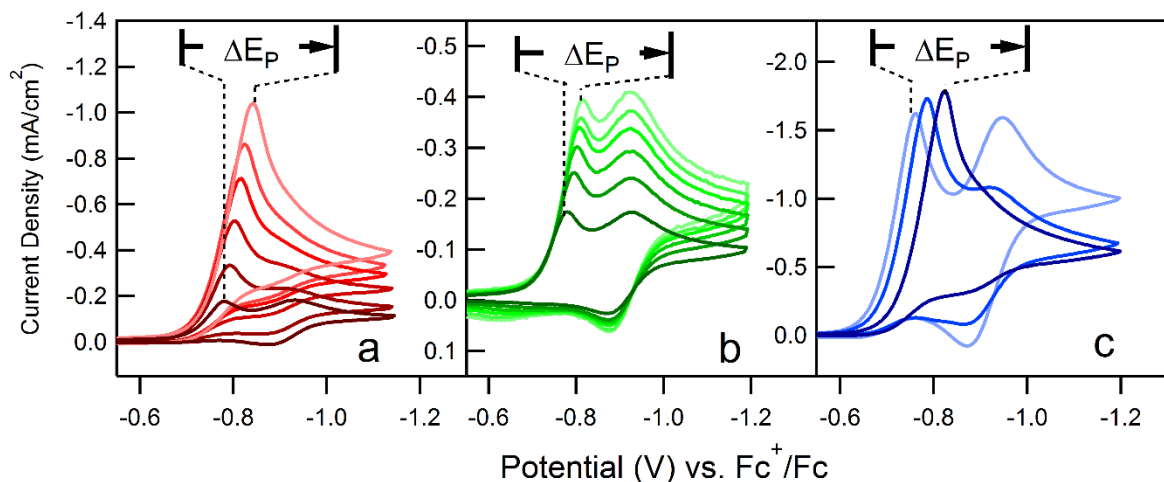 ΔEP
ΔEP
ΔEP
Current Density (mA/cm²)
-1.4
-1.2
-1.0
-0.8
-0.6
-0.4
-0.2
0.0
-0.5
-0.4
-0.3
-0.2
-0.1
0.0
0.1
-2.0
-1.5
-1.0
-0.5
0.0
a
b
c
-0.6 -0.8 -1.0
-0.6 -0.8 -1.0 -1.2
-0.6 -0.8 -1.0 -1.2
Potential (V) vs. Fc⁺/Fc